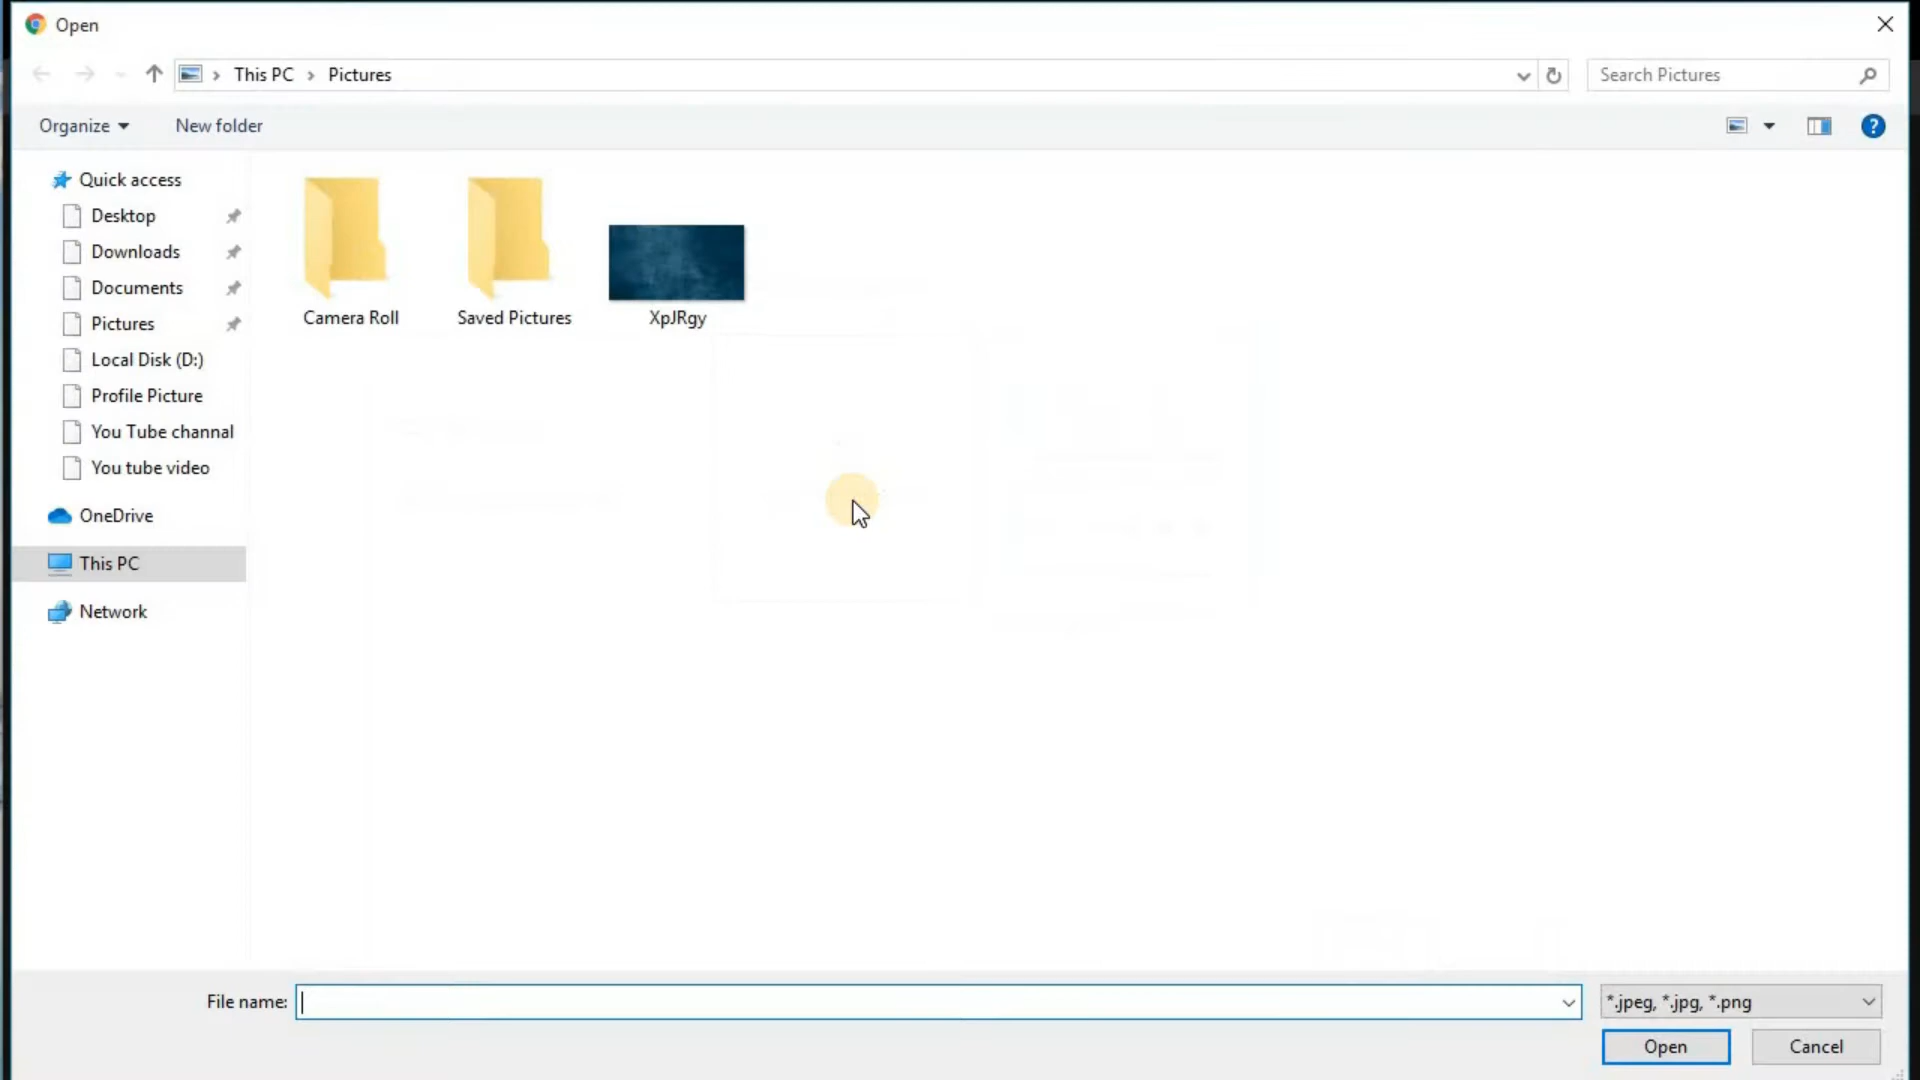 Open
This PC > Pictures
Search Pictures
Organize
New folder
?
Quick access
Desktop
Downloads
Documents
Pictures
Local Disk (D:)
Profile Picture
You Tube channel
You tube video
OneDrive
This PC
Network
Camera Roll
Saved Pictures
XpJRgy
File name:
*.jpeg, *.jpg, *.png
Open
Cancel